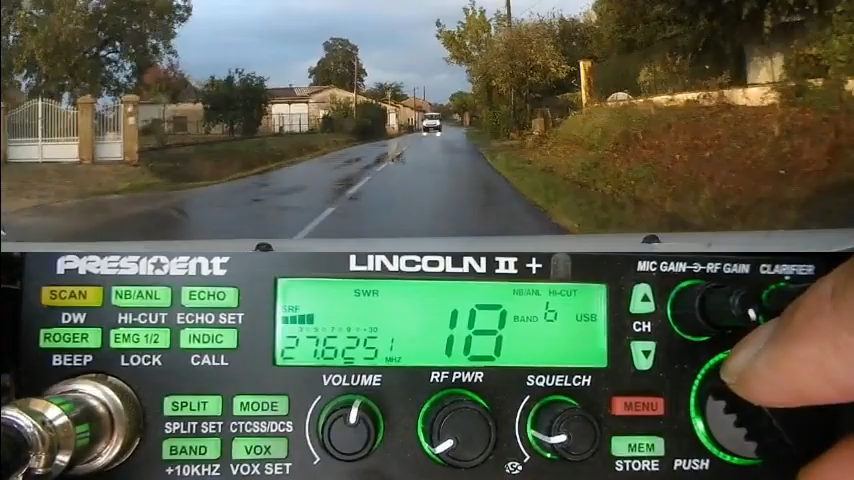 PRESIDENT LINCOLN II +
MIC GAIN RF GAIN CLARIFIER
SCAN NB/ANL ECHO
DW HI-CUT ECHO SET
ROGER EMG 1/2 INDIC
BEEP LOCK CALL
SWR NB/ANL HI-CUT
SRF
27.6251 MHZ 18 BAND 6 USB
CH
VOLUME RF PWR SQUELCH
MENU
SPLIT MODE
SPLIT SET CTCSS/DCS
BAND VOX MEM
+10KHZ VOX SET STORE PUSH